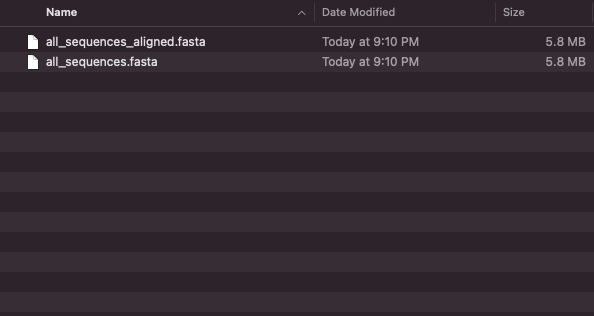 Name Date Modified Size
all_sequences_aligned.fasta Today at 9:10 PM 5.8 MB
all_sequences.fasta Today at 9:10 PM 5.8 MB